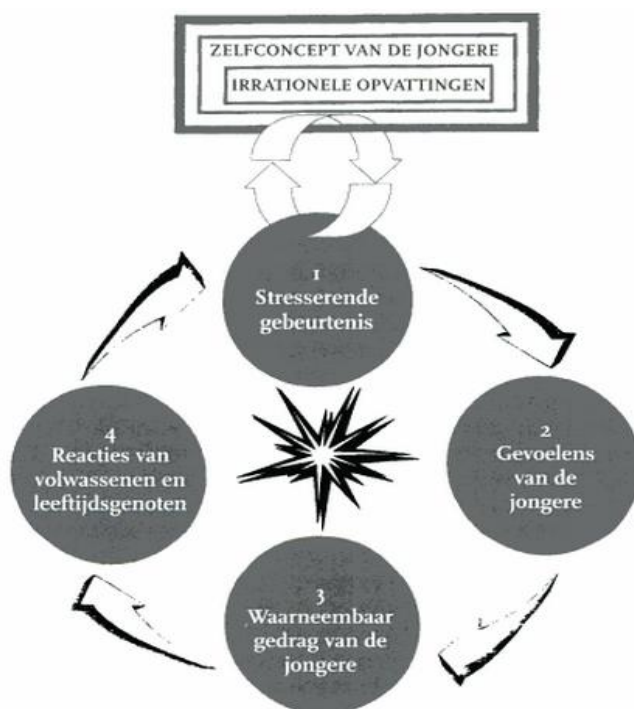 ZELFCONCEPT VAN DE JONGERE
IRRATIONELE OPVATTINGEN
1
Stresserende
gebeurtenis
2
Gevoelens
van de
jongere
3
Waarneembaar
gedrag van de
jongere
4
Reacties van
volwassenen en
leeftijdsgenoten